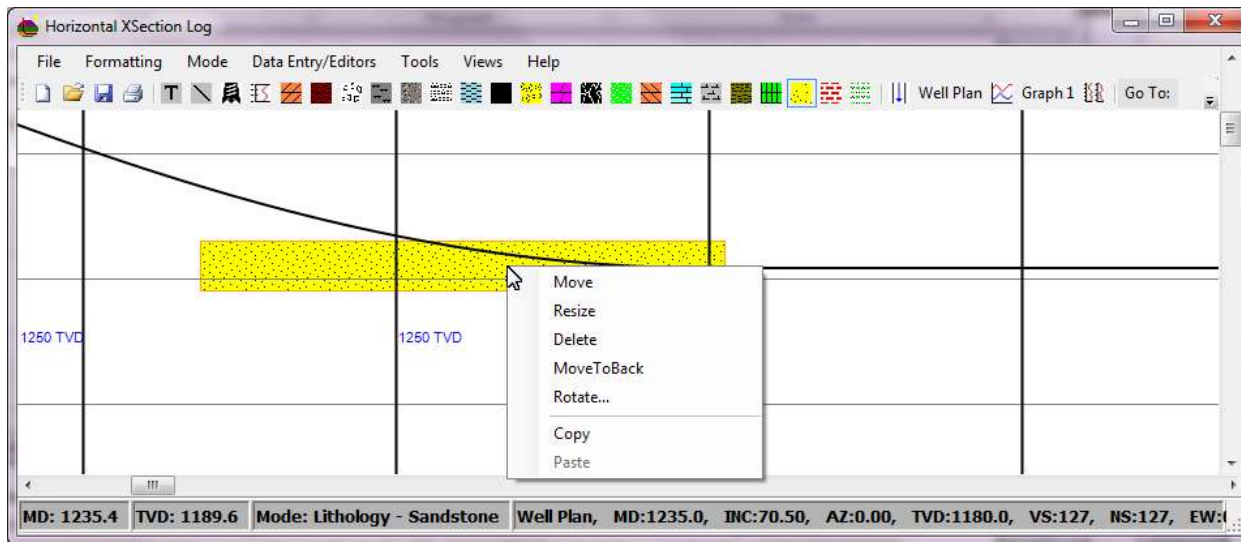 Horizontal XSection Log
File Formatting Mode Data Entry/Editors Tools Views Help
T Well Plan Graph 1 Go To:
1250 TVD 1250 TVD
Move
Resize
Delete
MoveToBack
Rotate...
Copy
Paste
MD: 1235.4 TVD: 1189.6 Mode: Lithology - Sandstone Well Plan, MD:1235.0, INC:70.50, AZ:0.00, TVD:1180.0, VS:127, NS:127, EW: